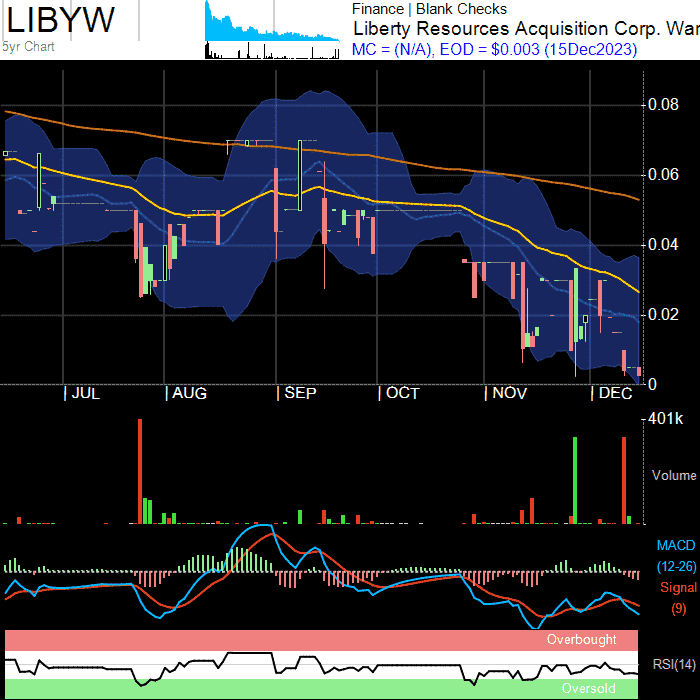 LIBYW
5yr Chart
Finance | Blank Checks
Liberty Resources Acquisition Corp. War
MC = (N/A), EOD = $0.003 (15Dec2023)
0.08
0.06
0.04
0.02
0
| JUL | AUG | SEP | OCT | NOV | DEC
401k
Volume
MACD
(12-26)
Signal
(9)
Overbought
RSI(14)
Oversold